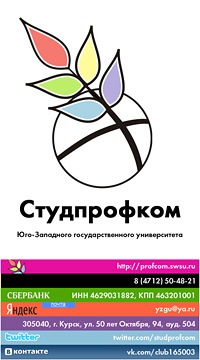 Студпрофком
Юго-Западного государственного университета
http://profcom.swsu.ru
8 (4712) 50-48-21
СБЕРБАНК ИНН 4629031882, КПП 463201001
Яндекс почта yzgu@ya.ru
305040, г. Курск, ул. 50 лет Октября, 94, ауд. 504
twitter twitter.com/studprofcom
В контакте vk.com/club165003